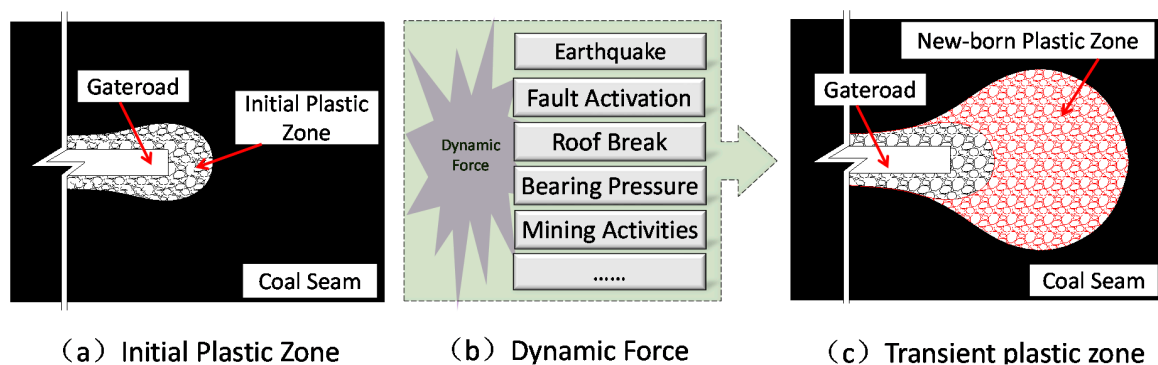 Gateroad
Initial Plastic
Zone
Coal Seam
（a）Initial Plastic Zone
Dynamic
Force
Earthquake
Fault Activation
Roof Break
Bearing Pressure
Mining Activities
……
（b）Dynamic Force
New-born Plastic Zone
Gateroad
Coal Seam
（c）Transient plastic zone